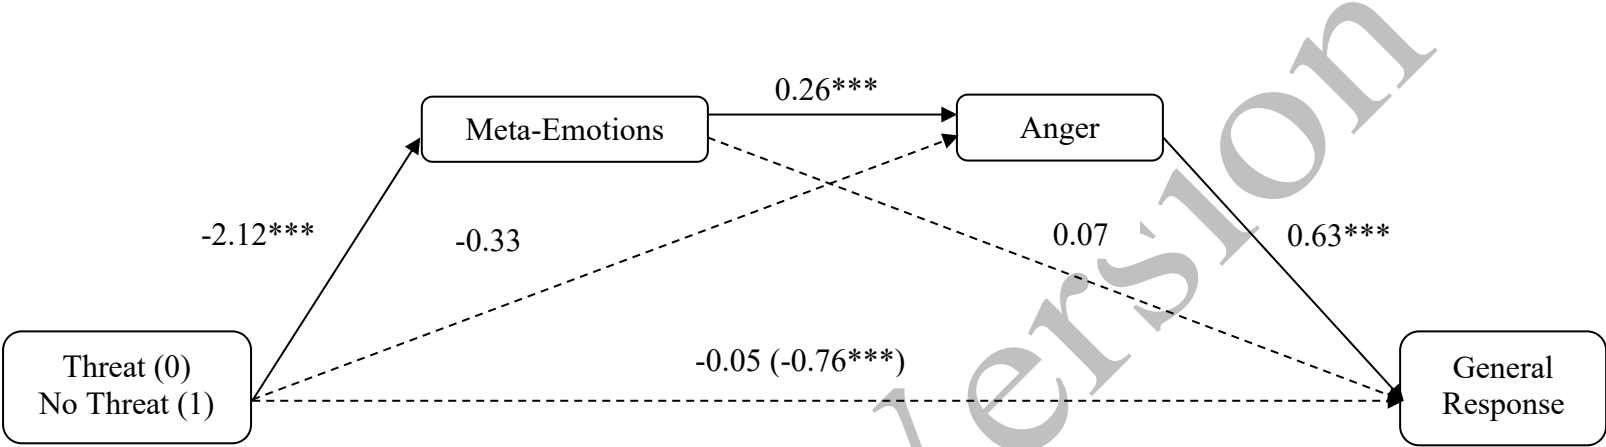 0.26***
Meta-Emotions
Anger
-2.12***
-0.33
0.07
0.63***
Threat (0)
No Threat (1)
-0.05 (-0.76***)
General
Response
Version